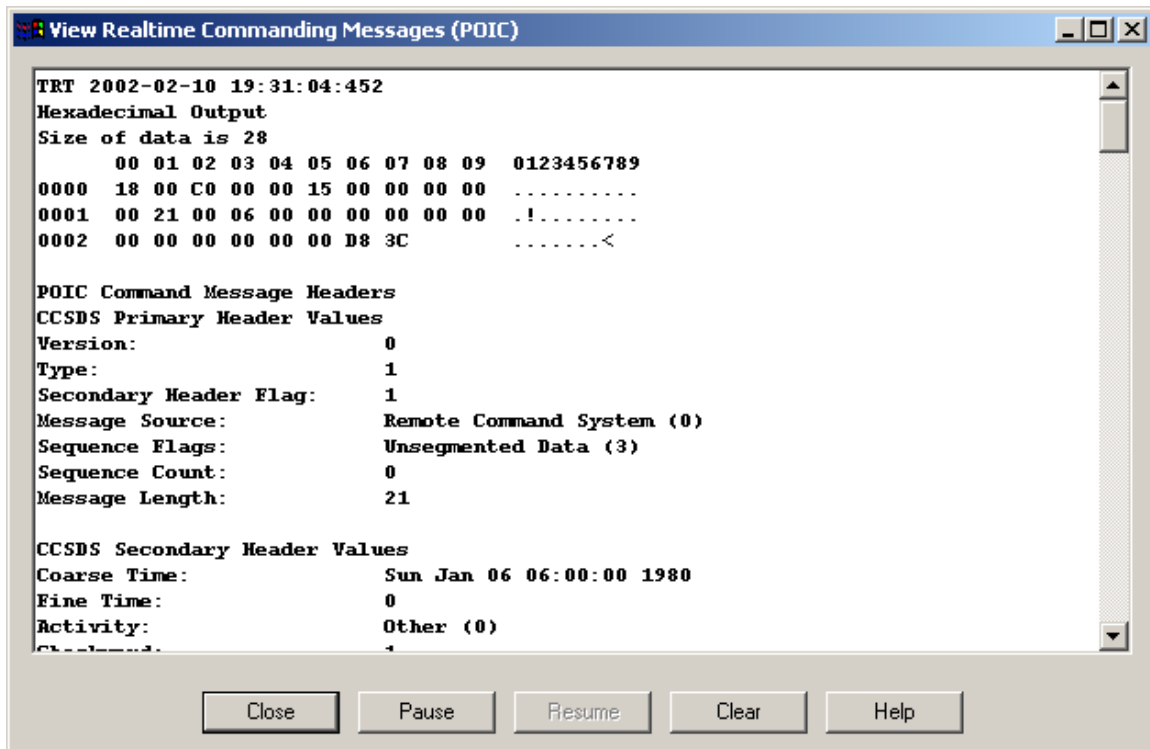 View Realtime Commanding Messages (POIC)
TRT 2002-02-10 19:31:04:452
Hexadecimal Output
Size of data is 28
00 01 02 03 04 05 06 07 08 09 0123456789
0000 18 00 C0 00 00 15 00 00 00 00 ..........
0001 00 21 00 06 00 00 00 00 00 00 .!........
0002 00 00 00 00 00 00 D8 3C .......<
POIC Command Message Headers
CCSDS Primary Header Values
Version: 0
Type: 1
Secondary Header Flag: 1
Message Source: Remote Command System (0)
Sequence Flags: Unsegmented Data (3)
Sequence Count: 0
Message Length: 21
CCSDS Secondary Header Values
Coarse Time: Sun Jan 06 06:00:00 1980
Fine Time: 0
Activity: Other (0)
Close Pause Resume Clear Help